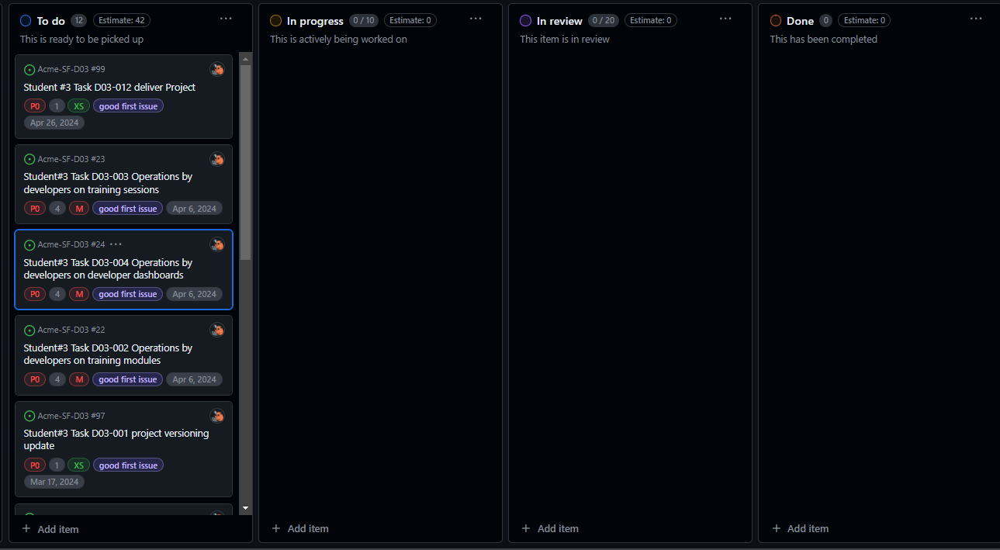 To do 12 Estimate: 42 ...
This is ready to be picked up
Acme-SF-D03 #99
Student #3 Task D03-012 deliver Project
P0 1 XS good first issue
Apr 26, 2024
Acme-SF-D03 #23
Student#3 Task D03-003 Operations by
developers on training sessions
P0 4 M good first issue Apr 6, 2024
Acme-SF-D03 #24 ...
Student#3 Task D03-004 Operations by
developers on developer dashboards
P0 4 M good first issue Apr 6, 2024
Acme-SF-D03 #22
Student#3 Task D03-002 Operations by
developers on training modules
P0 4 M good first issue Apr 6, 2024
Acme-SF-D03 #97
Student#3 Task D03-001 project versioning
update
P0 1 XS good first issue
Mar 17, 2024
+ Add item
In progress 0 / 10 Estimate: 0 ...
This is actively being worked on
+ Add item
In review 0 / 20 Estimate: 0 ...
This item is in review
+ Add item
Done 0 Estimate: 0 ...
This has been completed
+ Add item